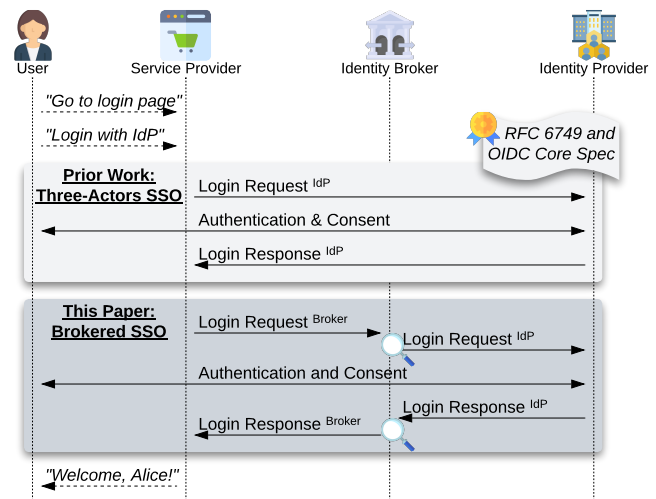 User
Service Provider
Identity Broker
Identity Provider
"Go to login page"
"Login with IdP"
RFC 6749 and
OIDC Core Spec
Prior Work:
Three-Actors SSO
Login Request IdP
Authentication & Consent
Login Response IdP
This Paper:
Brokered SSO
Login Request Broker
Login Request IdP
Authentication and Consent
Login Response IdP
Login Response Broker
"Welcome, Alice!"